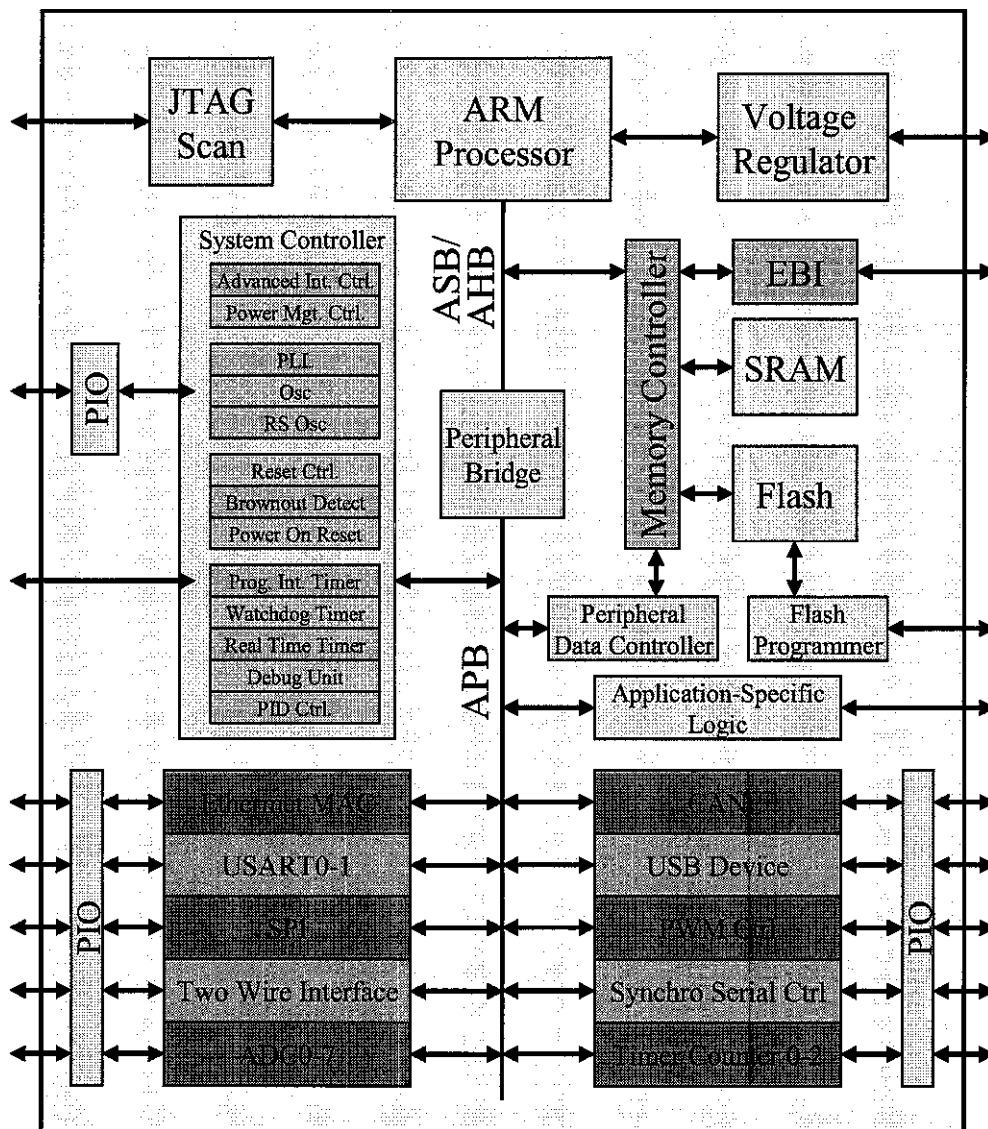 JTAG
Scan
ARM
Processor
Voltage
Regulator
System Controller
Advanced Int. Ctrl.
Power Mgt. Ctrl.
PLL
Osc
RS Osc
Reset Ctrl.
Brownout Detect
Power On Reset
Prog. Int. Timer
Watchdog Timer
Real Time Timer
Debug Unit
PID Ctrl.
PIO
ASB/
AHB
Peripheral
Bridge
APB
Memory Controller
EBI
SRAM
Flash
Peripheral
Data Controller
Flash
Programmer
Application-Specific
Logic
PIO
Ethernet MAC
USART0-1
SPI
Two Wire Interface
ADC0-7
CAN
USB Device
PWM Ctrl
Synchro Serial Ctrl
Timer Counter 0-2
PIO